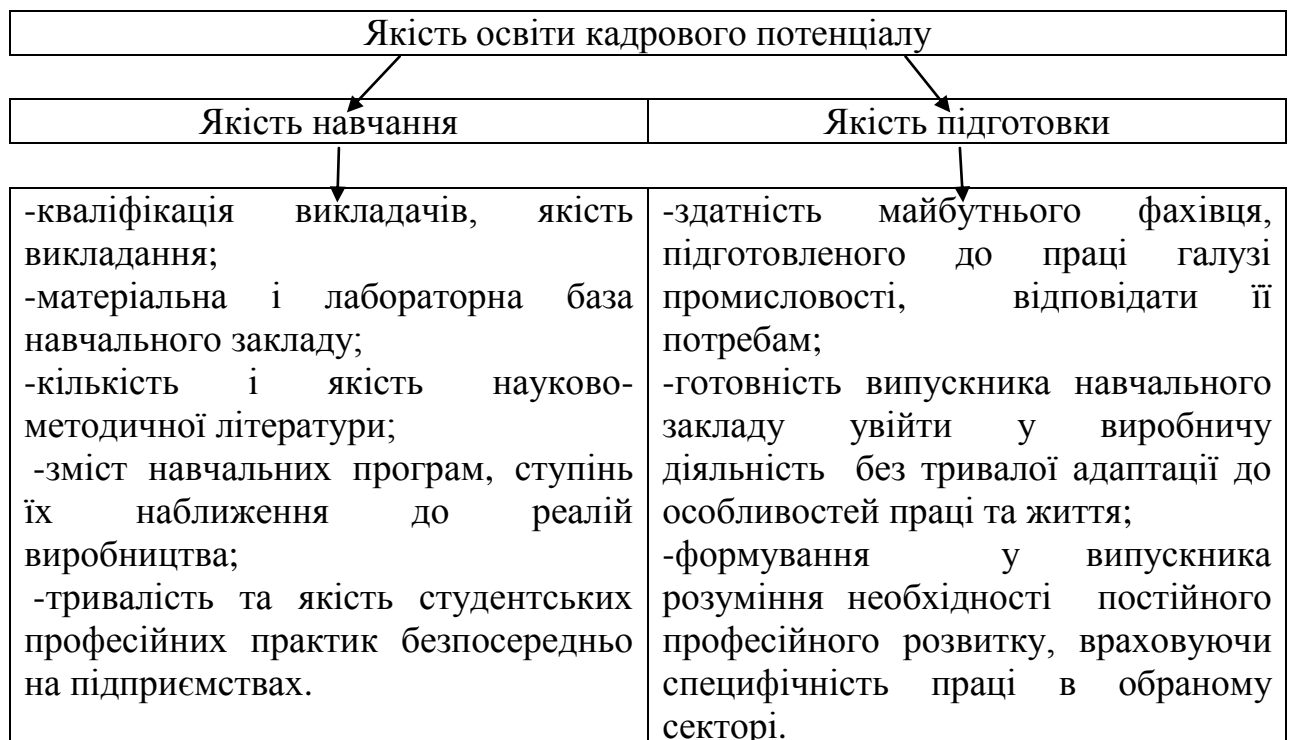 Якість освіти кадрового потенціалу
Якість навчання
Якість підготовки
-кваліфікація викладачів, якість
викладання;
-матеріальна і лабораторна база
навчального закладу;
-кількість і якість науково-
методичної літератури;
-зміст навчальних програм, ступінь
їх наближення до реалій
виробництва;
-тривалість та якість студентських
професійних практик безпосередньо
на підприємствах.
-здатність майбутнього фахівця,
підготовленого до праці галузі
промисловості, відповідати її
потребам;
-готовність випускника навчального
закладу увійти у виробничу
діяльність без тривалої адаптації до
особливостей праці та життя;
-формування у випускника
розуміння необхідності постійного
професійного розвитку, враховуючи
специфічність праці в обраному
секторі.